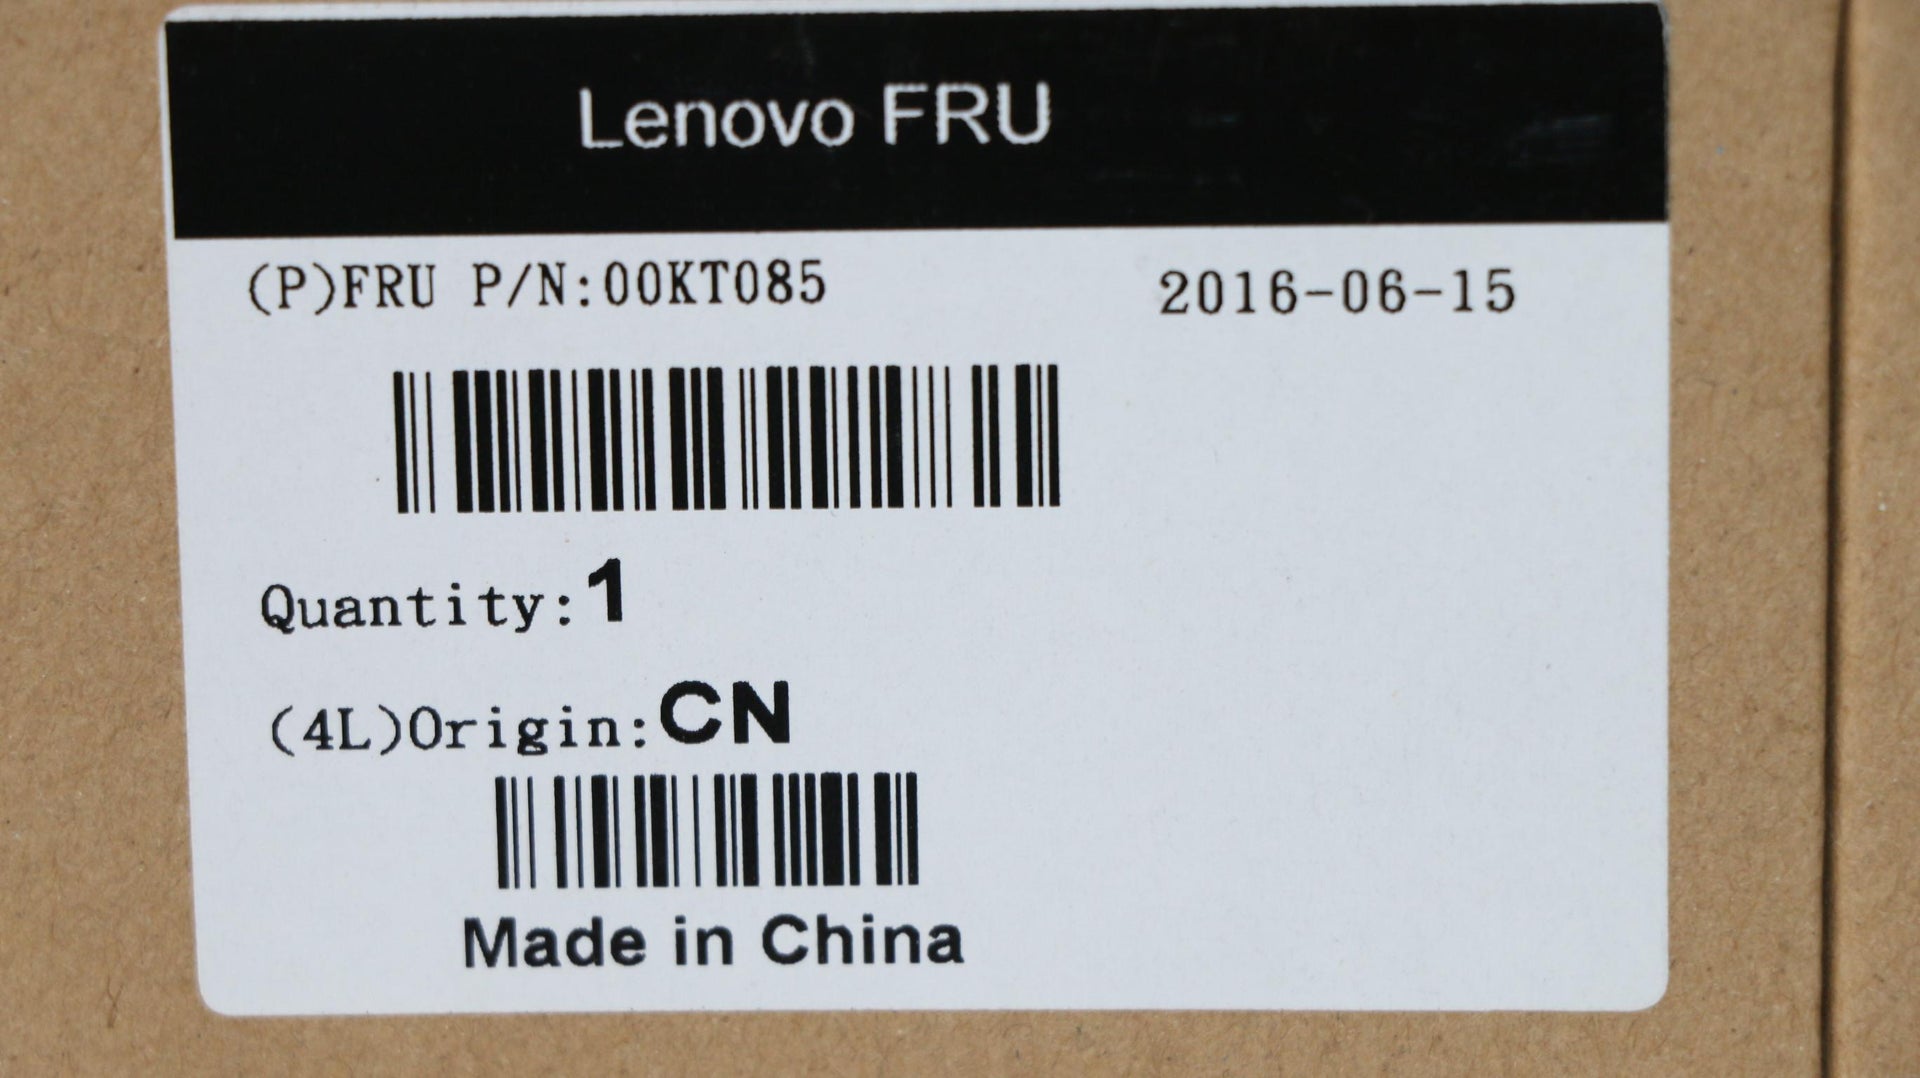 Lenovo FRU
(P)FRU P/N:00KT085 2016-06-15
Quantity:1
(4L)Origin:CN
Made in China